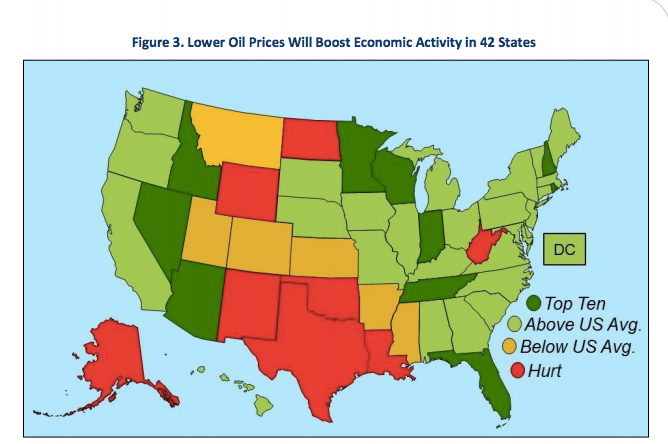 Figure 3. Lower Oil Prices Will Boost Economic Activity in 42 States
DC
Top Ten
Above US Avg.
Below US Avg.
Hurt